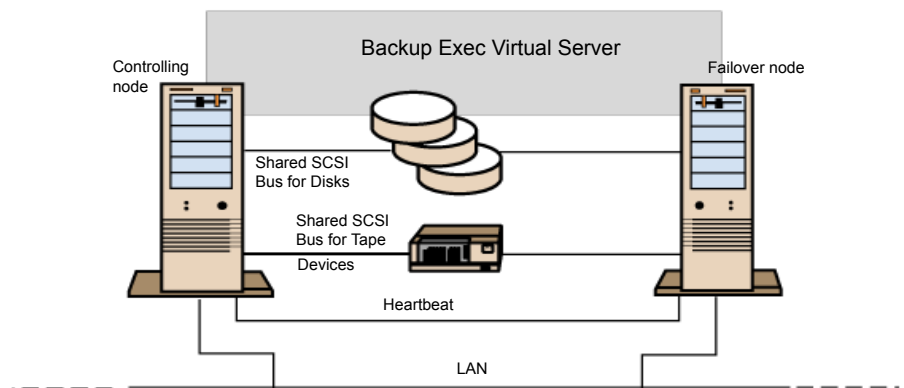 Backup Exec Virtual Server
Controlling
node
Failover node
Shared SCSI
Bus for Disks
Shared SCSI
Bus for Tape
Devices
Heartbeat
LAN